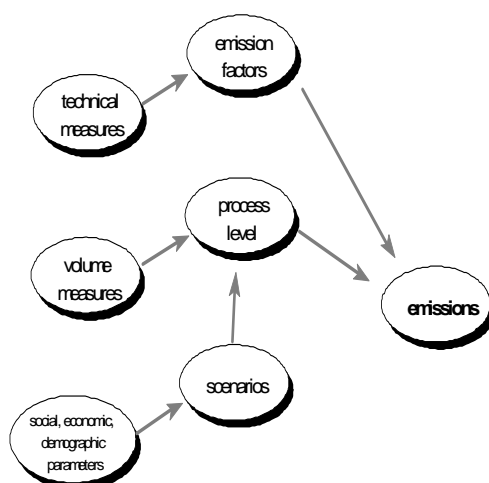 emission
factors
technical
measures
process
level
volume
measures
emissions
scenarios
social, economic,
demographic
parameters